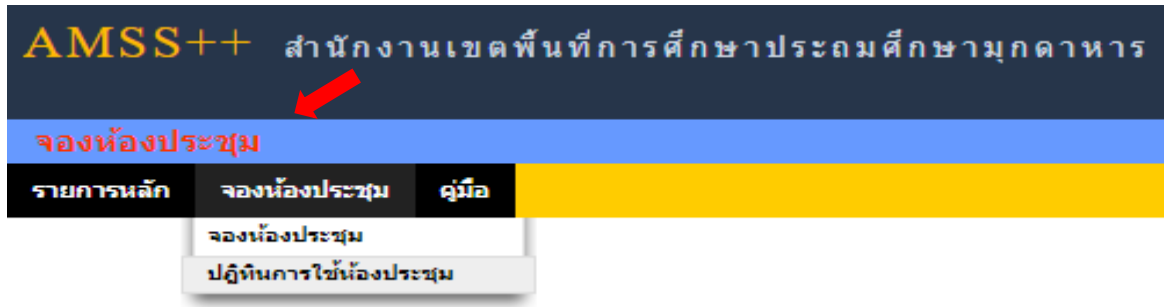 AMSS++ สำนักงานเขตพื้นที่การศึกษาประถมศึกษามุกดาหาร
จองห้องประชุม
รายการหลัก จองห้องประชุม คู่มือ
จองห้องประชุม
ปฏิทินการใช้ห้องประชุม